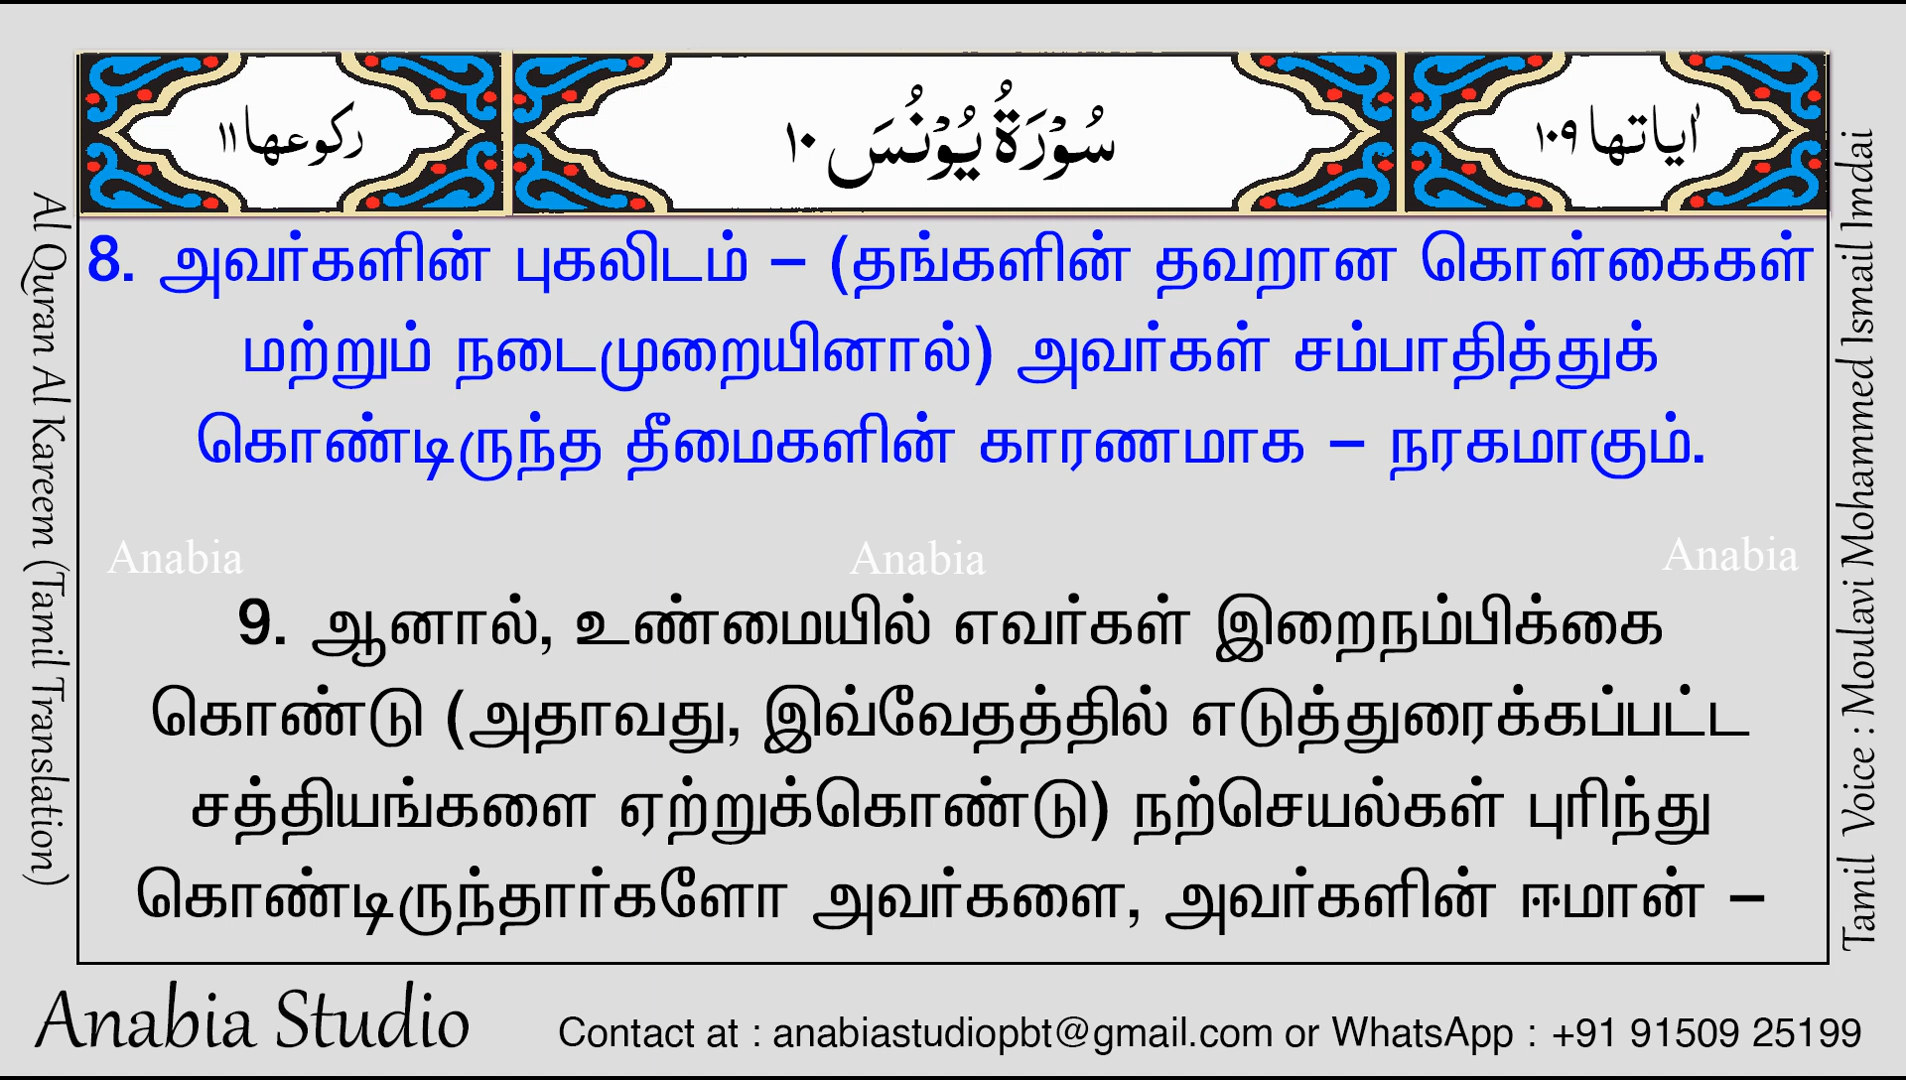 اٰیاتها ١٠٩
سُوْرَةُ يُوْنُسَ ١٠
رکوعها ١١
8. அவர்களின் புகலிடம் – (தங்களின் தவறான கொள்கைகள்
மற்றும் நடைமுறையினால்) அவர்கள் சம்பாதித்துக்
கொண்டிருந்த தீமைகளின் காரணமாக – நரகமாகும்.
Anabia Anabia Anabia
9. ஆனால், உண்மையில் எவர்கள் இறைநம்பிக்கை
கொண்டு (அதாவது, இவ்வேதத்தில் எடுத்துரைக்கப்பட்ட
சத்தியங்களை ஏற்றுக்கொண்டு) நற்செயல்கள் புரிந்து
கொண்டிருந்தார்களோ அவர்களை, அவர்களின் ஈமான் –
Al Quran Al Kareem (Tamil Translation)
Tamil Voice : Moulavi Mohammed Ismail Imdai
Anabia Studio
Contact at : anabiastudiopbt@gmail.com or WhatsApp : +91 91509 25199